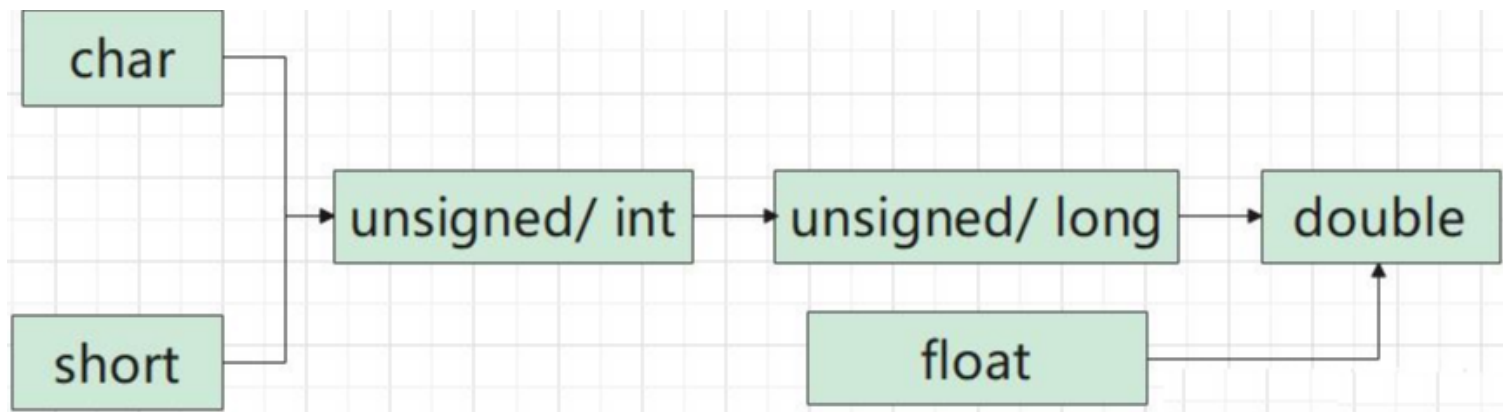 char
unsigned/ int
unsigned/ long
double
short
float